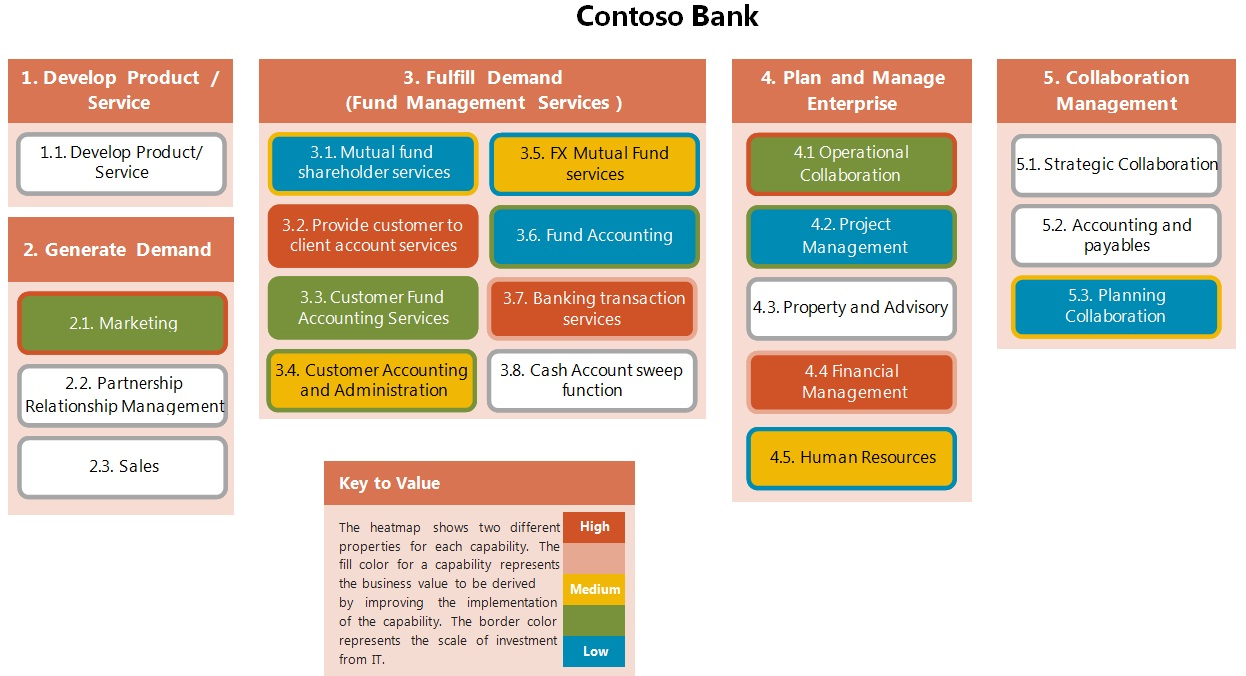 Contoso Bank
1. Develop Product /
Service
1.1. Develop Product/
Service
2. Generate Demand
2.1. Marketing
2.2. Partnership
Relationship Management
2.3. Sales
3. Fulfill Demand
(Fund Management Services )
3.1. Mutual fund
shareholder services
3.2. Provide customer to
client account services
3.3. Customer Fund
Accounting Services
3.4. Customer Accounting
and Administration
3.5. FX Mutual Fund
services
3.6. Fund Accounting
3.7. Banking transaction
services
3.8. Cash Account sweep
function
4. Plan and Manage
Enterprise
4.1 Operational
Collaboration
4.2. Project
Management
4.3. Property and Advisory
4.4 Financial
Management
4.5. Human Resources
5. Collaboration
Management
5.1. Strategic Collaboration
5.2. Accounting and
payables
5.3. Planning
Collaboration
Key to Value
The heatmap shows two different
properties for each capability. The
fill color for a capability represents
the business value to be derived
by improving the implementation
of the capability. The border color
represents the scale of investment
from IT.
High
Medium
Low